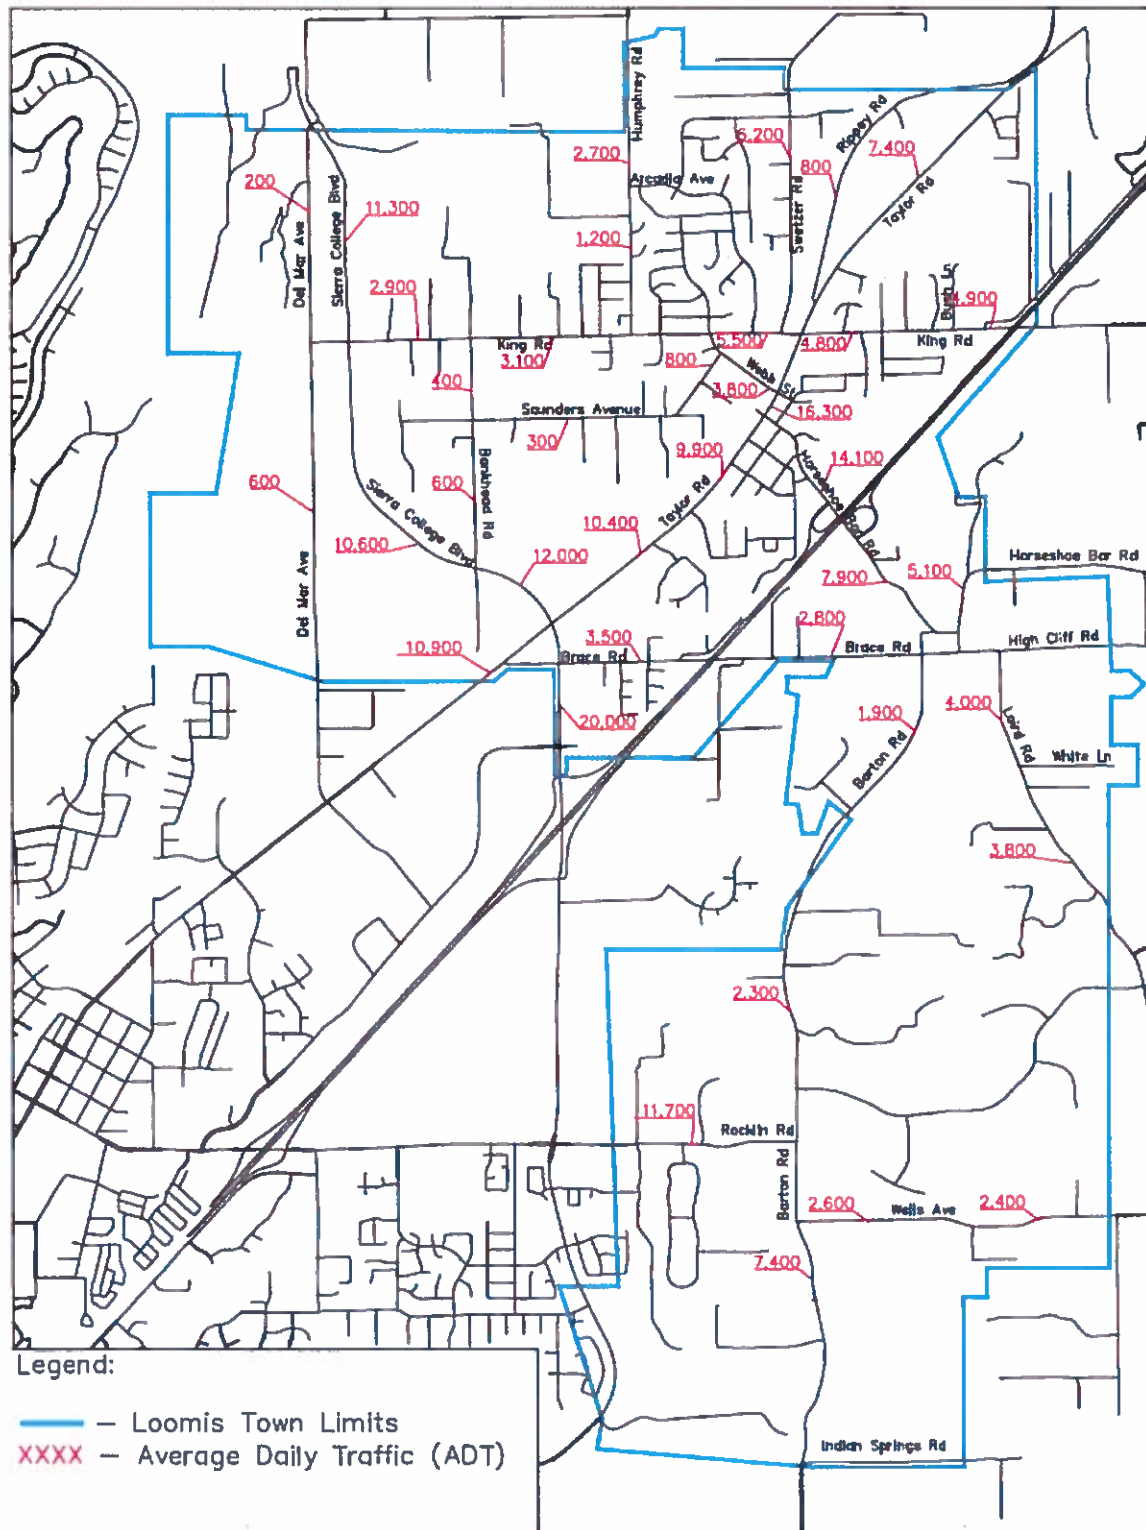 Humphrey Rd
6.200
Rippey Rd
7.400
2.700
800
200
Arcadia Ave
Taylor Rd
Swetzer Rd
11.300
Sierra College Blvd
Del Mar Ave
1.200
2.900
4.900
5.500
4.800
King Rd
3.100
King Rd
800
Webb St
3.800
400
Saunders Avenue
16.300
300
9.900
14.100
Horseshoe Bar Rd
600
600
Bankhead Rd
Taylor Rd
Sierra College Blvd
10.400
10.600
12.000
7.900
5.100
Horseshoe Bar Rd
Del Mar Ave
2.800
3.500
10.900
Brace Rd
Brace Rd
High Cliff Rd
20.000
1.900
4.000
Barton Rd
Laird Rd
White Ln
3.800
2.300
11.700
Rocklin Rd
Barton Rd
2.600
Wells Ave
2.400
7.400
Legend:
– Loomis Town Limits
XXXX – Average Daily Traffic (ADT)
Indian Springs Rd